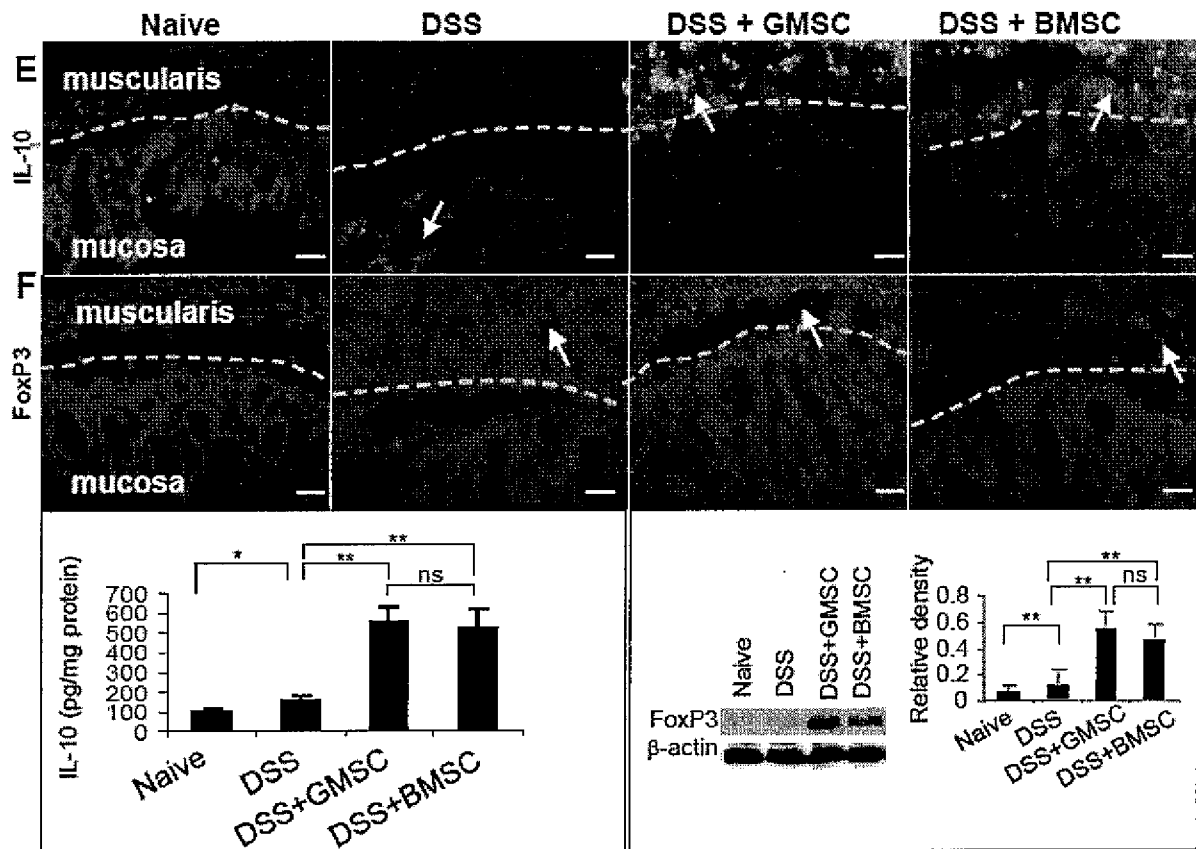 Naive DSS DSS + GMSC DSS + BMSC
E
IL-10
muscularis
mucosa
F
FoxP3
muscularis
mucosa
IL-10 (pg/mg protein)
700
600
500
400
300
200
100
0
*
**
**
ns
Naive
DSS
DSS+GMSC
DSS+BMSC
Naive
DSS
DSS+GMSC
DSS+BMSC
FoxP3
β-actin
Relative density
0.8
0.6
0.4
0.2
0
**
**
**
ns
Naive
DSS
DSS+GMSC
DSS+BMSC